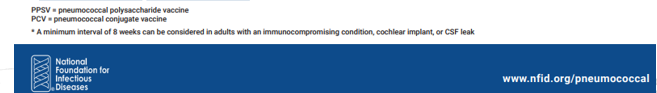 PPSV = pneumococcal polysaccharide vaccine
PCV = pneumococcal conjugate vaccine
* A minimum interval of 8 weeks can be considered in adults with an immunocompromising condition, cochlear implant, or CSF leak
National
Foundation for
Infectious
Diseases
www.nfid.org/pneumococcal